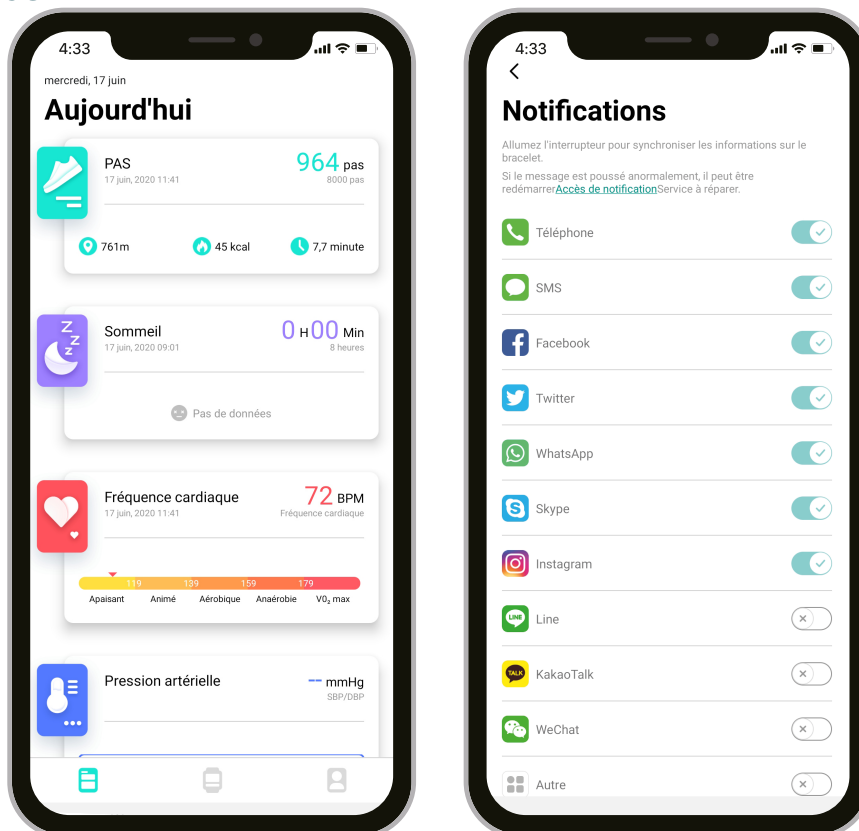 4:33
mercredi, 17 juin
Aujourd'hui
PAS
964 pas
17 juin, 2020 11:41
8000 pas
761m
45 kcal
7,7 minute
Z
Z
Z
Sommeil
0 H 00 Min
17 juin, 2020 09:01
8 heures
Pas de données
Fréquence cardiaque
72 BPM
17 juin, 2020 11:41
Fréquence cardiaque
119 139 159 179
Apaisant Animé Aérobique Anaérobie V0₂ max
Pression artérielle
-- mmHg
SBP/DBP
4:33
Notifications
Allumez l'interrupteur pour synchroniser les informations sur le
bracelet.
Si le message est poussé anormalement, il peut être
redémarrerAccès de notificationService à réparer.
Téléphone
SMS
Facebook
Twitter
WhatsApp
Skype
Instagram
LINE
Line
TALK
KakaoTalk
WeChat
Autre